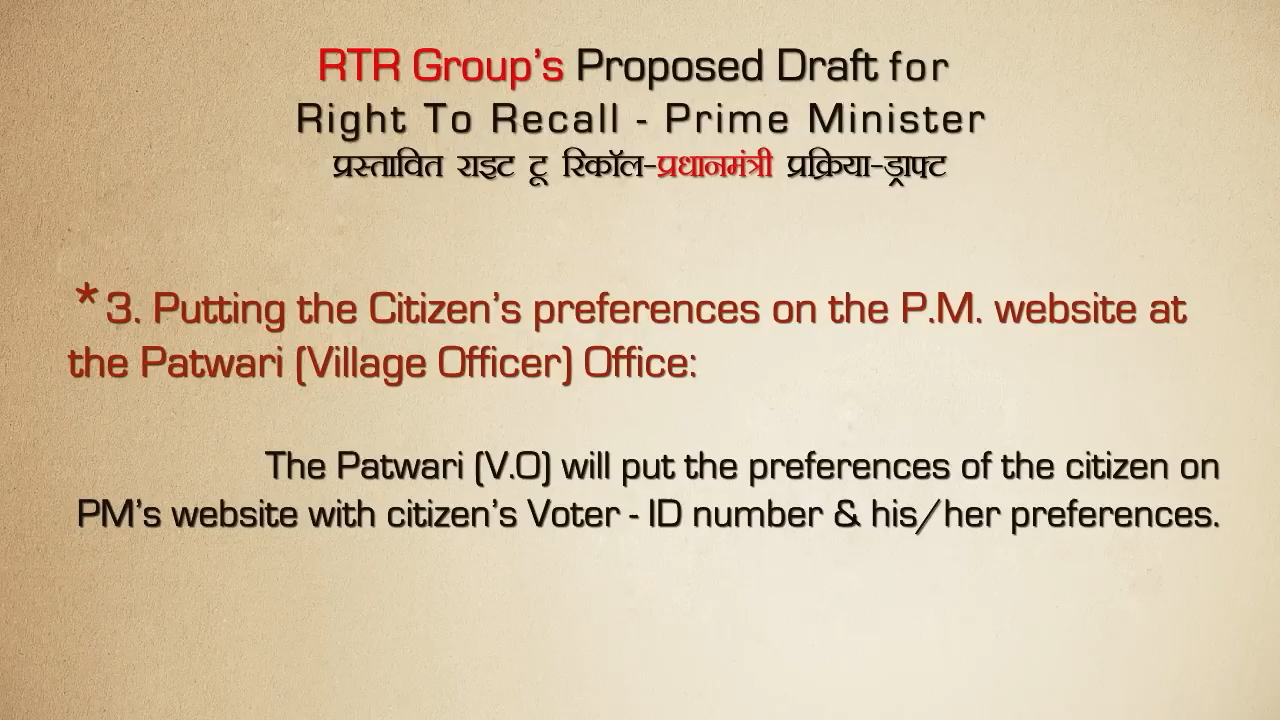 RTR Group's Proposed Draft for
Right To Recall - Prime Minister
प्रस्तावित राइट टू रिकॉल-प्रधानमंत्री प्रक्रिया-ड्राफ्ट
*3. Putting the Citizen's preferences on the P.M. website at
the Patwari (Village Officer) Office:
The Patwari (V.O) will put the preferences of the citizen on
PM's website with citizen's Voter - ID number & his/her preferences.